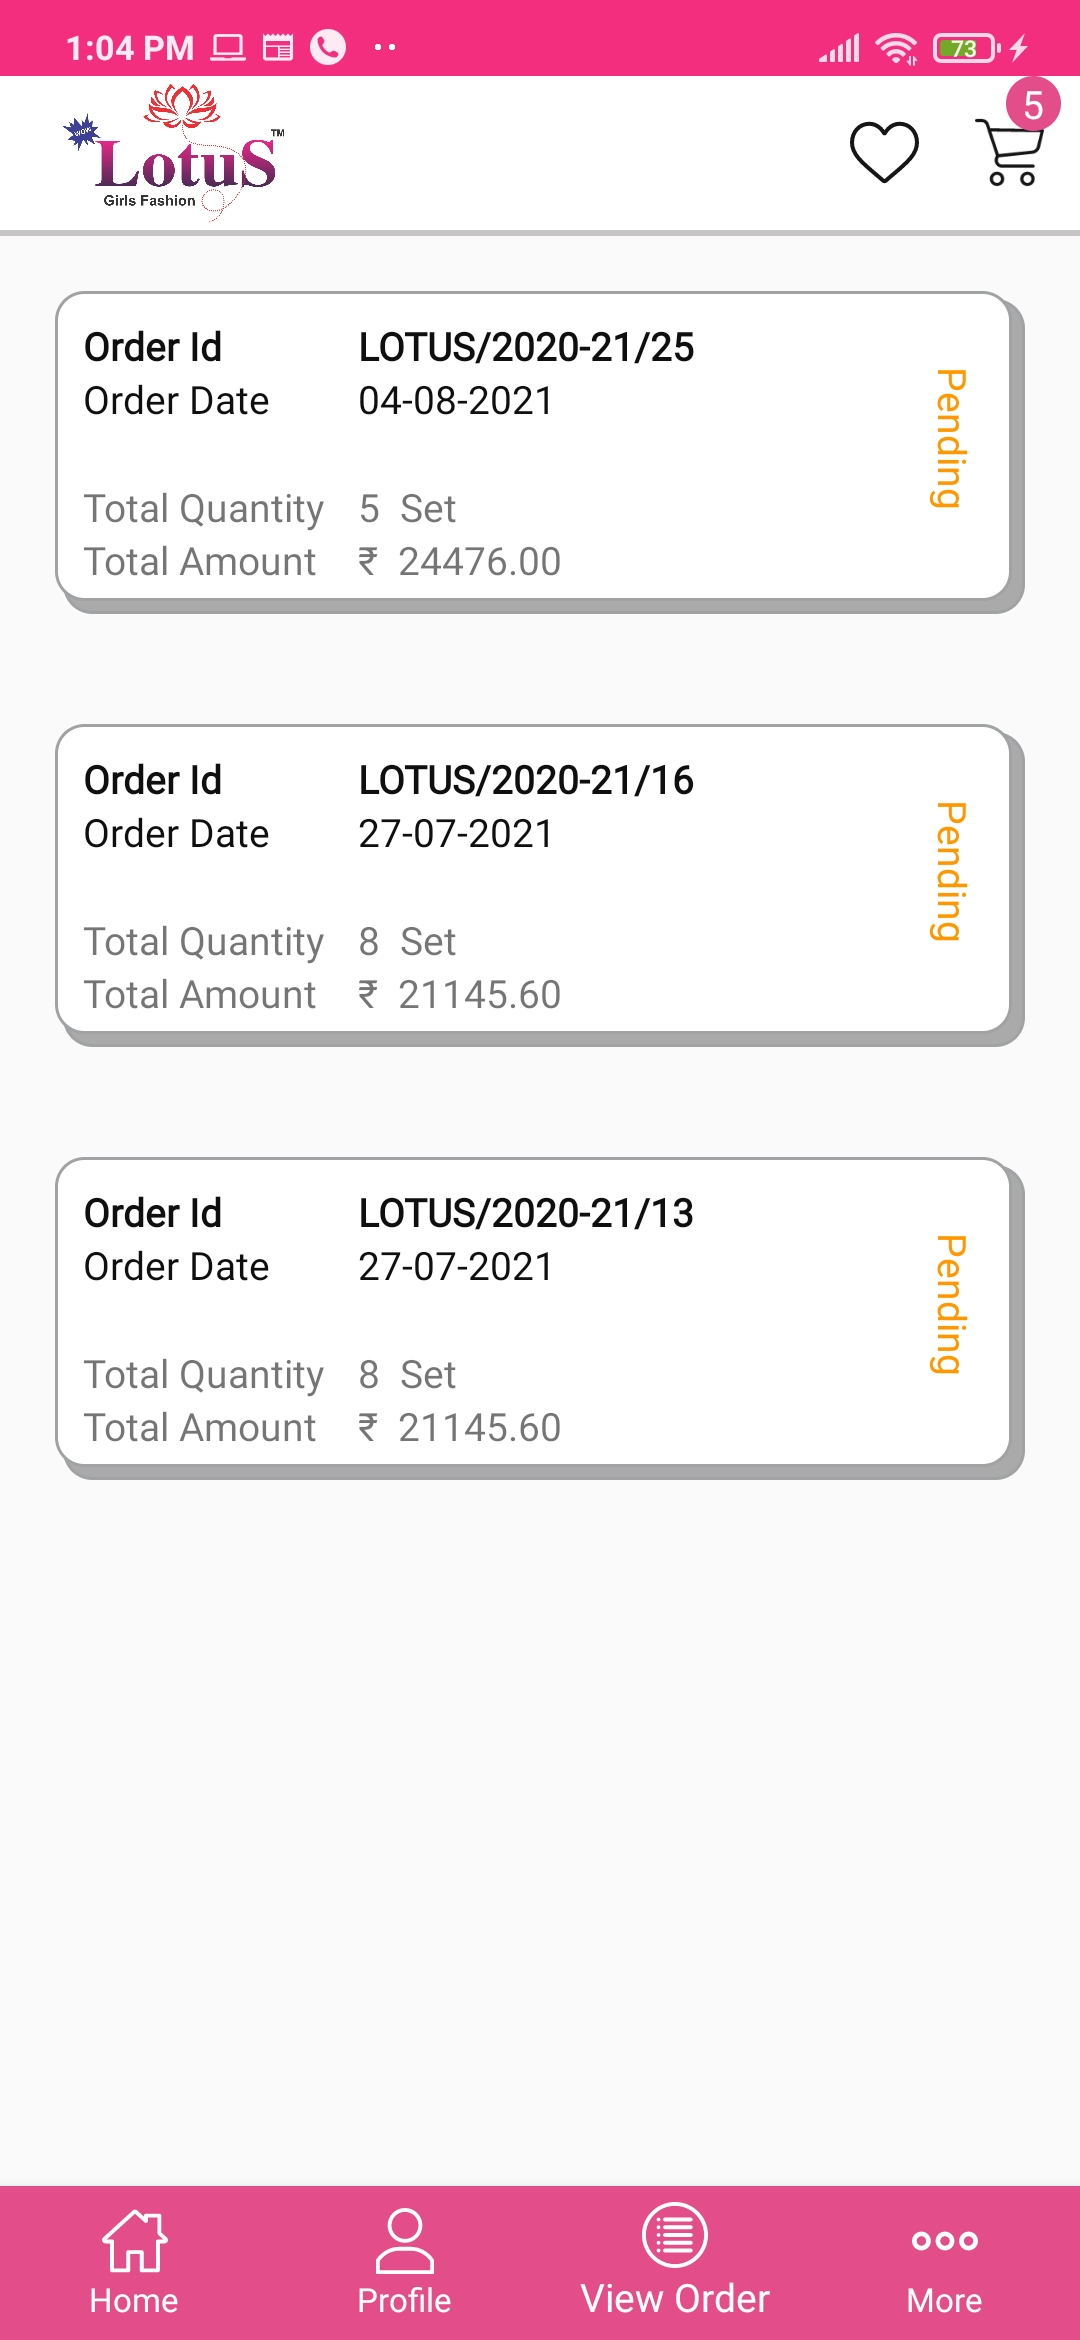 1:04 PM
73
5
WOW
LotuS TM
Girls Fashion
Order Id LOTUS/2020-21/25
Order Date 04-08-2021
Pending
Total Quantity 5 Set
Total Amount ₹ 24476.00
Order Id LOTUS/2020-21/16
Order Date 27-07-2021
Pending
Total Quantity 8 Set
Total Amount ₹ 21145.60
Order Id LOTUS/2020-21/13
Order Date 27-07-2021
Pending
Total Quantity 8 Set
Total Amount ₹ 21145.60
Home Profile View Order More